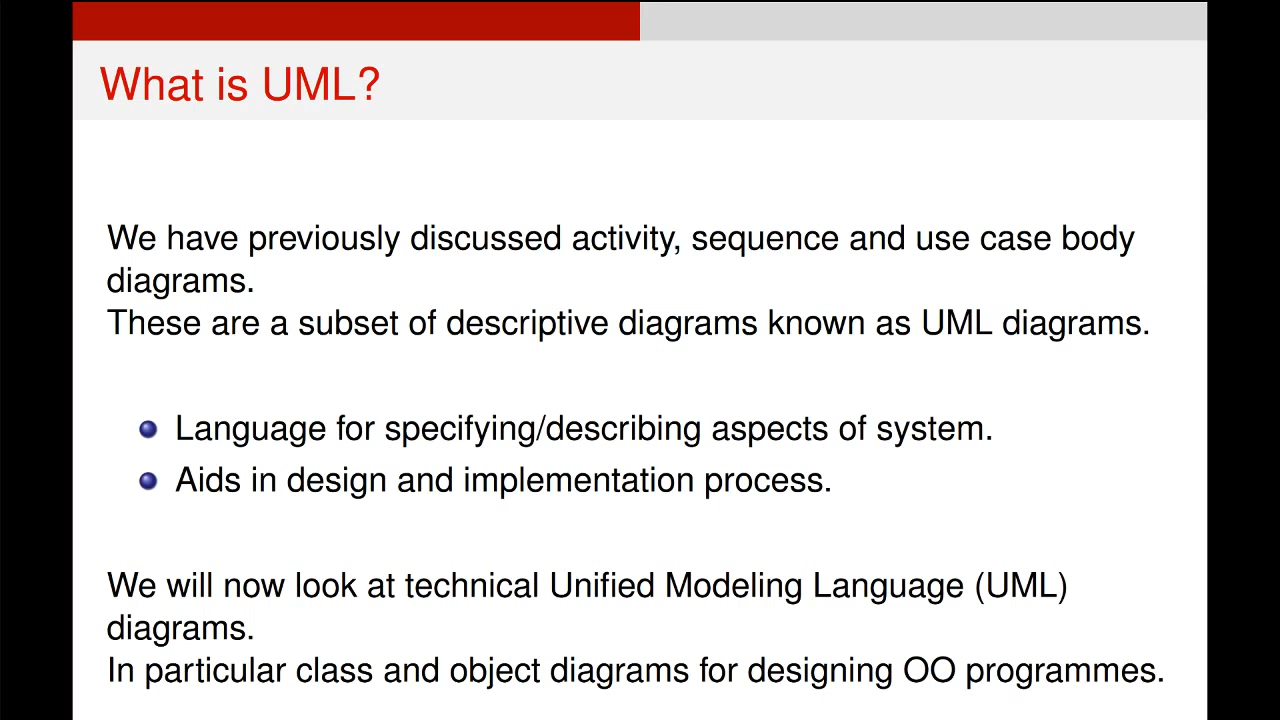 What is UML?
We have previously discussed activity, sequence and use case body
diagrams.
These are a subset of descriptive diagrams known as UML diagrams.
Language for specifying/describing aspects of system.
Aids in design and implementation process.
We will now look at technical Unified Modeling Language (UML)
diagrams.
In particular class and object diagrams for designing OO programmes.